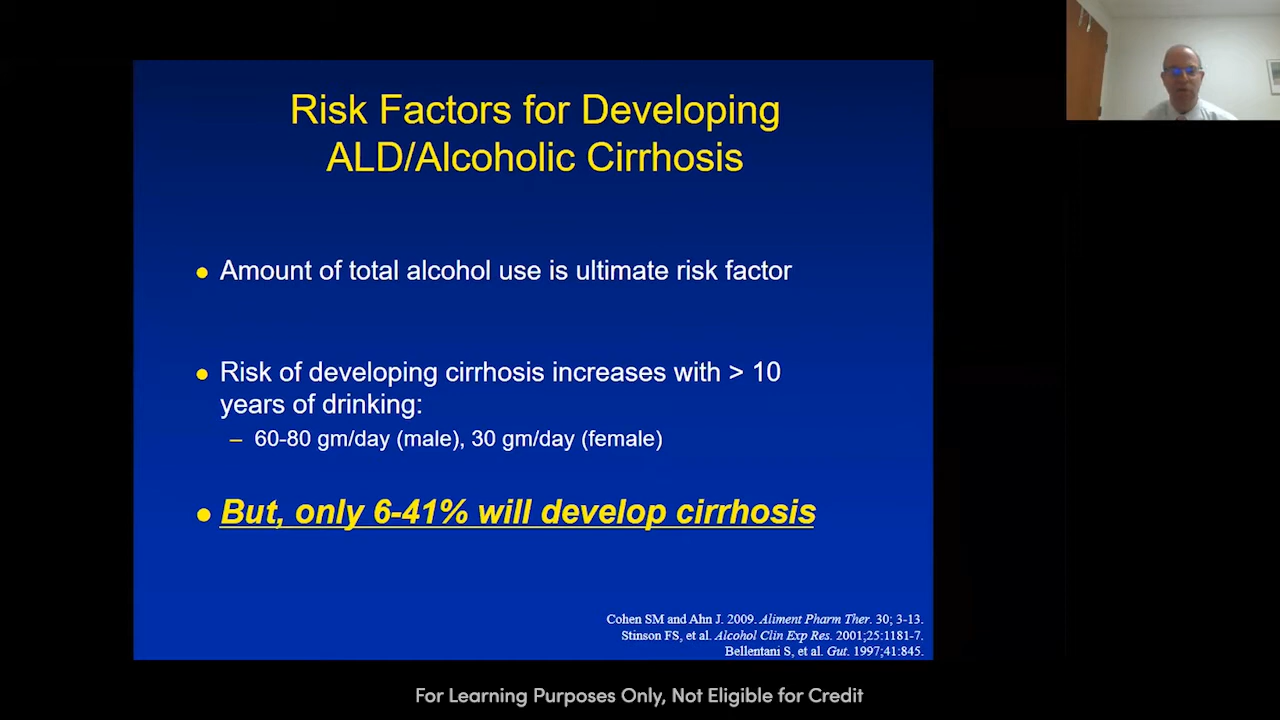 Risk Factors for Developing
ALD/Alcoholic Cirrhosis
● Amount of total alcohol use is ultimate risk factor
● Risk of developing cirrhosis increases with > 10
years of drinking:
– 60-80 gm/day (male), 30 gm/day (female)
● But, only 6-41% will develop cirrhosis
Cohen SM and Ahn J. 2009. Aliment Pharm Ther. 30; 3-13.
Stinson FS, et al. Alcohol Clin Exp Res. 2001;25:1181-7.
Bellentani S, et al. Gut. 1997;41:845.
For Learning Purposes Only, Not Eligible for Credit